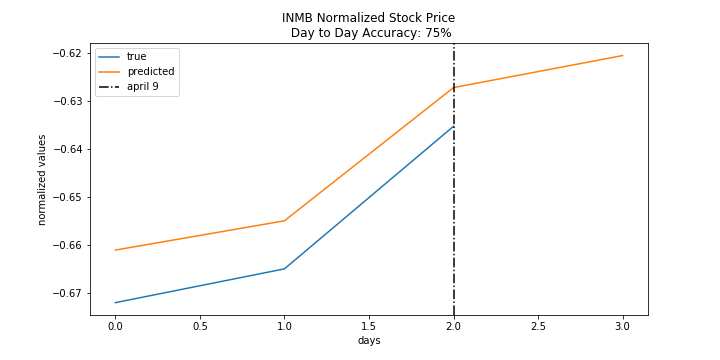 INMB Normalized Stock Price
Day to Day Accuracy: 75%
true
predicted
april 9
normalized values
−0.62
−0.63
−0.64
−0.65
−0.66
−0.67
0.0
0.5
1.0
1.5
2.0
2.5
3.0
days